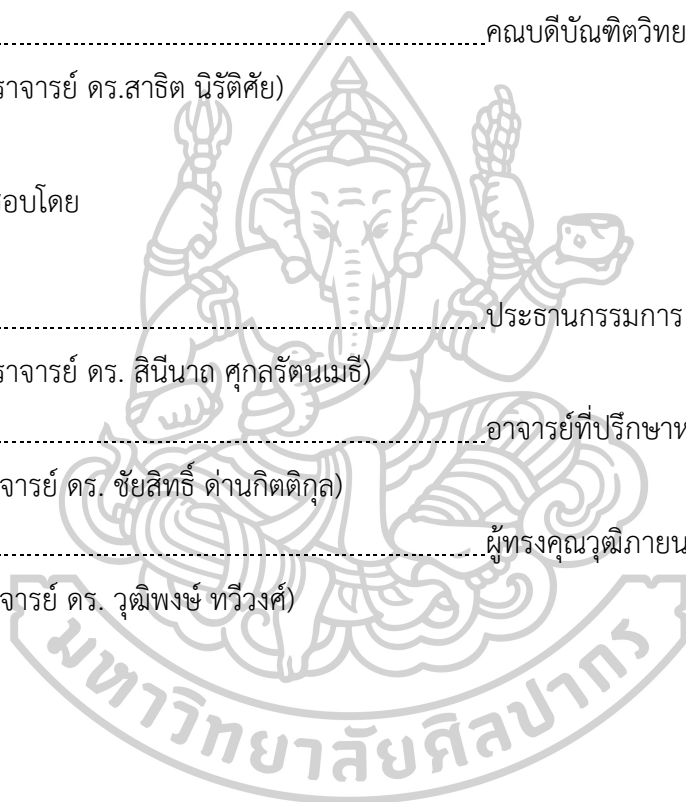 คณบดีบัณฑิตวิทย
ราจารย์ ดร.สาธิต นิรัติศัย)
อบโดย
ประธานกรรมการ
ราจารย์ ดร. สินีนาถ ศุกลรัตนเมธี)
อาจารย์ที่ปรึกษาห
จารย์ ดร. ชัยสิทธิ์ ด่านกิตติกุล)
ผู้ทรงคุณวุฒิภายน
จารย์ ดร. วุฒิพงษ์ ทวีวงศ์)
มหาวิทยาลัยศิลปากร